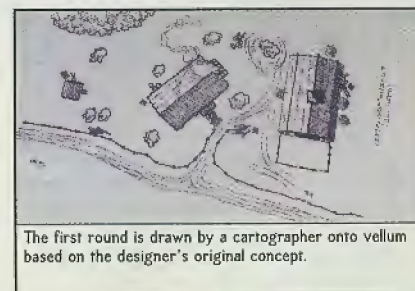 The first round is drawn by a cartographer onto vellum
based on the designer's original concept.